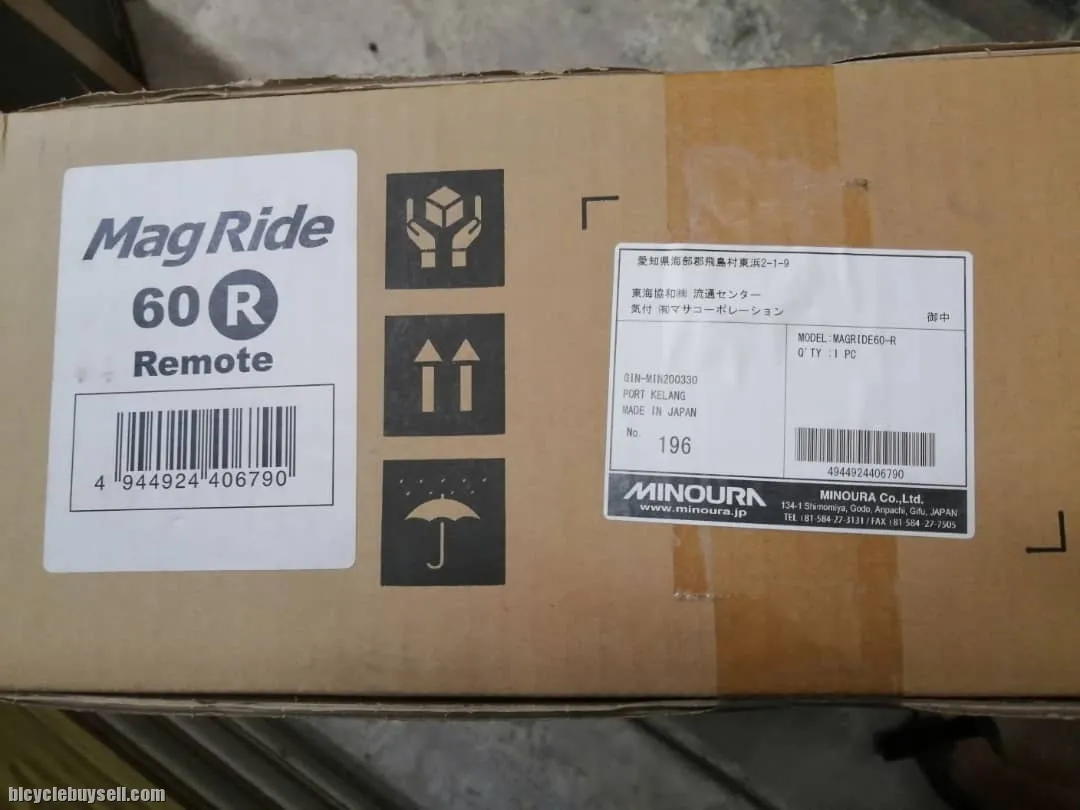 MagRide
60 R
Remote
4 944924 406790
愛知県海部郡飛島村東浜2-1-9
東海協和㈱ 流通センター
気付 ㈲マサコーポレーション
御中
MODEL:MAGRIDE60-R
Q'TY :1 PC
GIN-MIN200330
PORT KELANG
MADE IN JAPAN
No. 196
4944924406790
MINOURA
www.minoura.jp
MINOURA Co.,Ltd.
134-1 Shimomiya, Godo, Anpachi, Gifu, JAPAN
TEL (81-584-27-3131 / FAX (81-584-27-7505
bicyclebuysell.com